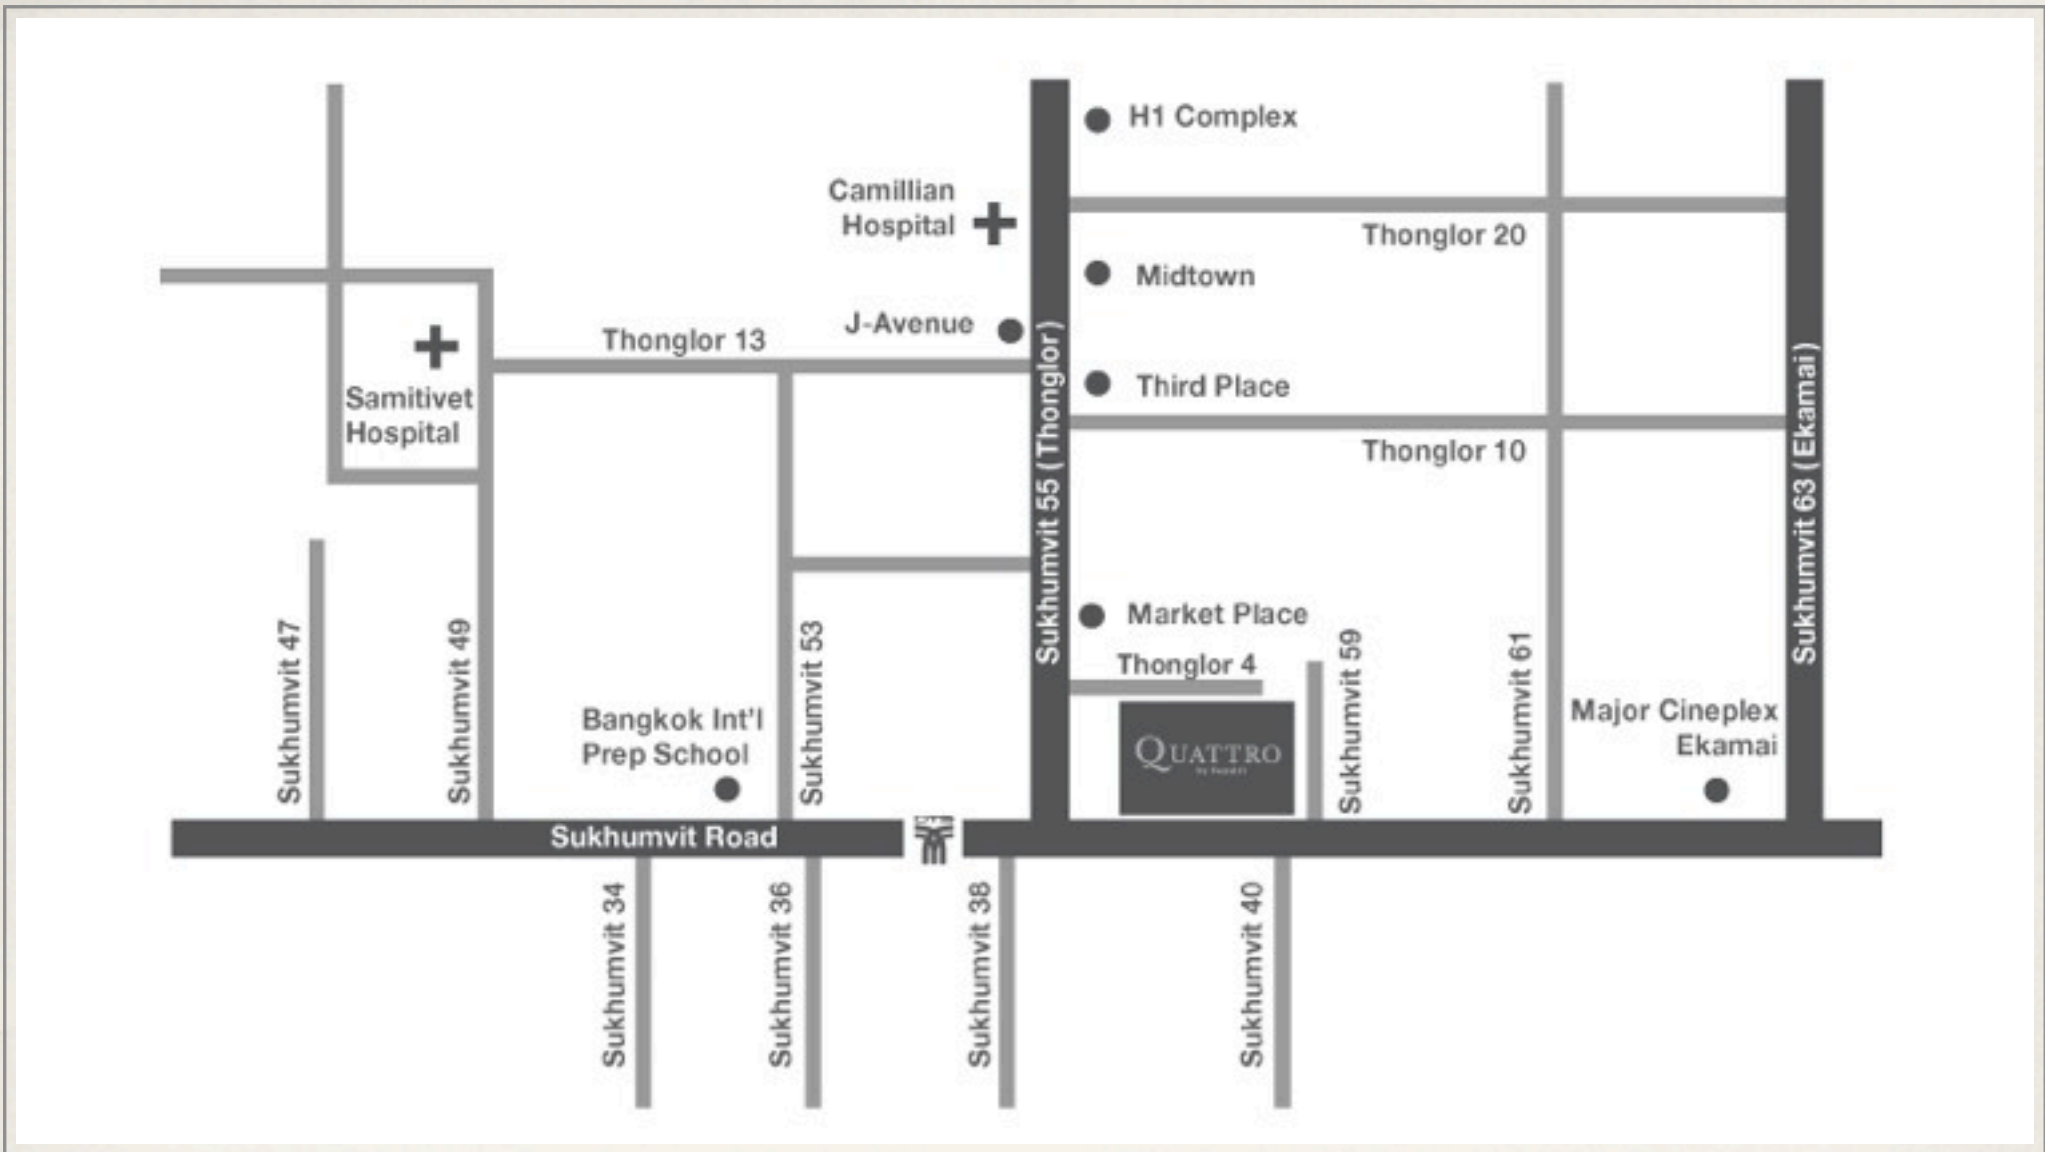 H1 Complex
Camillian
Hospital
Thonglor 20
Midtown
J-Avenue
Thonglor 13
Third Place
Samitivet
Hospital
Thonglor 10
Sukhumvit 55 (Thonglor)
Sukhumvit 63 (Ekamai)
Market Place
Thonglor 4
Sukhumvit 47
Sukhumvit 49
Sukhumvit 53
Sukhumvit 59
Sukhumvit 61
Bangkok Int'l
Prep School
QUATTRO
Major Cineplex
Ekamai
Sukhumvit Road
Sukhumvit 34
Sukhumvit 36
Sukhumvit 38
Sukhumvit 40